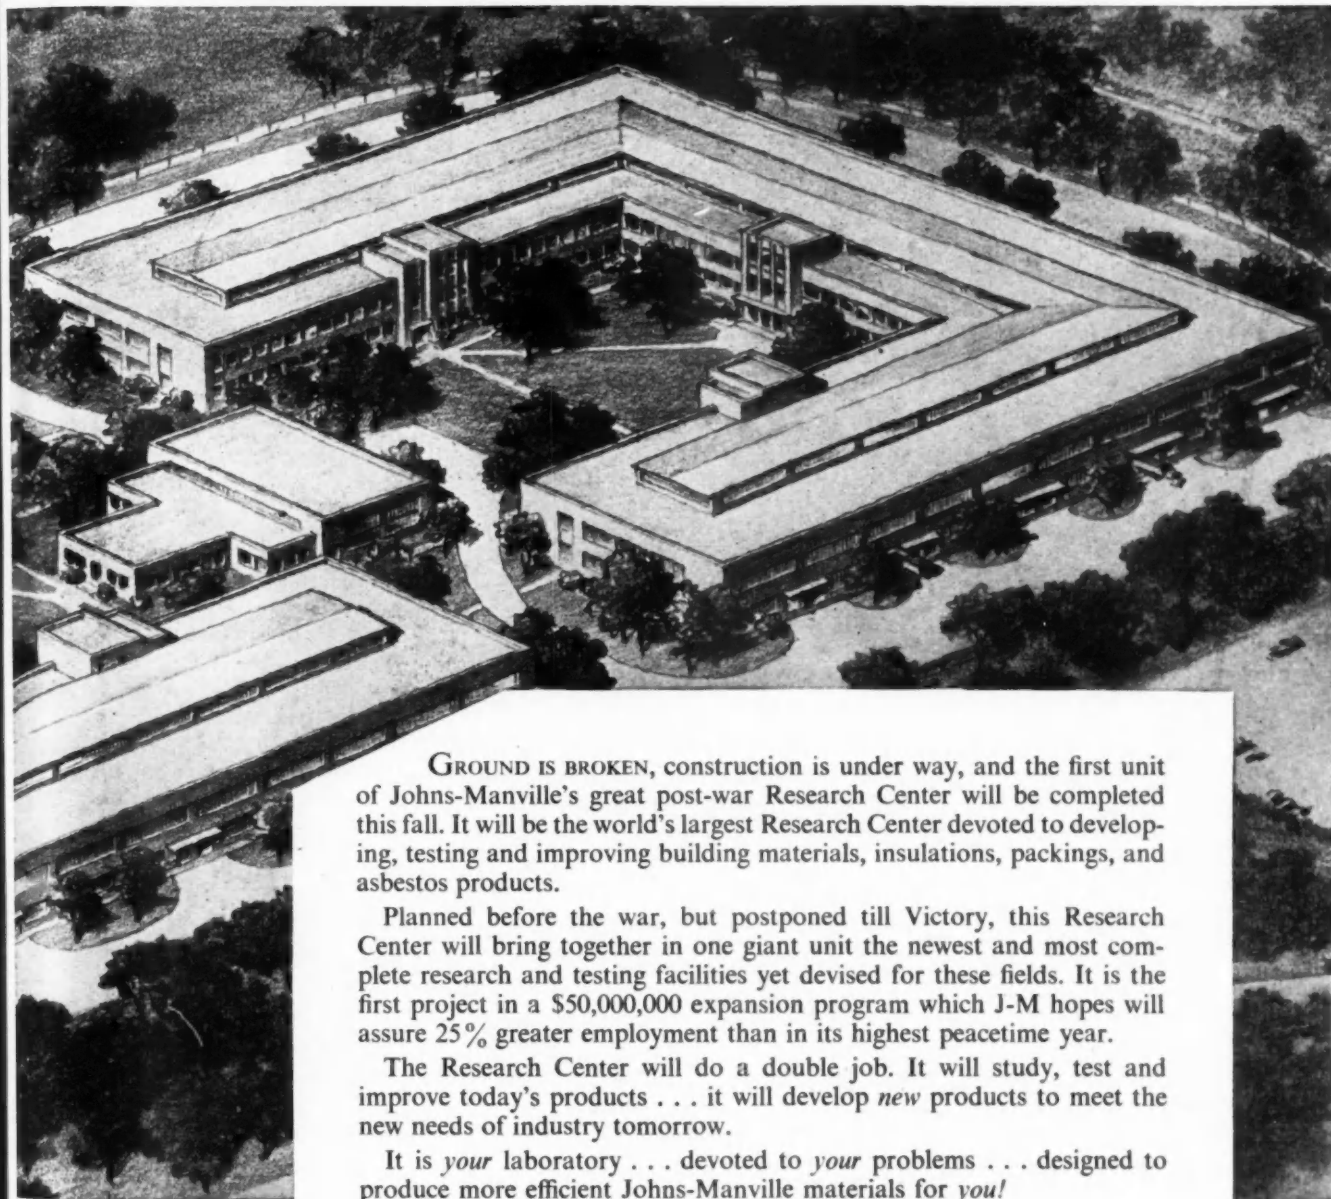 GROUND IS BROKEN, construction is under way, and the first unit
of Johns-Manville's great post-war Research Center will be completed
this fall. It will be the world's largest Research Center devoted to develop-
ing, testing and improving building materials, insulations, packings, and
asbestos products.
Planned before the war, but postponed till Victory, this Research
Center will bring together in one giant unit the newest and most com-
plete research and testing facilities yet devised for these fields. It is the
first project in a $50,000,000 expansion program which J-M hopes will
assure 25% greater employment than in its highest peacetime year.
The Research Center will do a double job. It will study, test and
improve today's products . . . it will develop new products to meet the
new needs of industry tomorrow.
It is your laboratory . . . devoted to your problems . . . designed to
produce more efficient Johns-Manville materials for you!